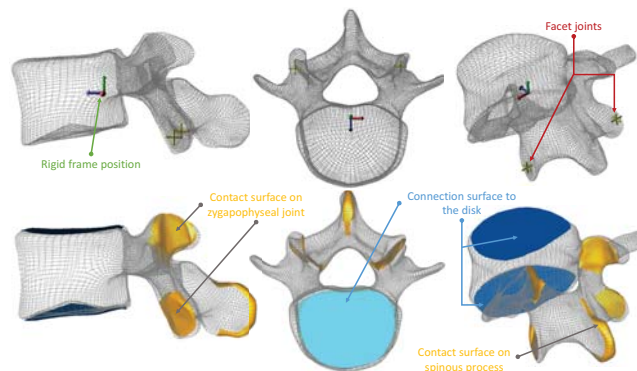 Facet joints
Rigid frame position
Contact surface on
zygapophyseal joint
Connection surface to
the disk
Contact surface on
spinous process